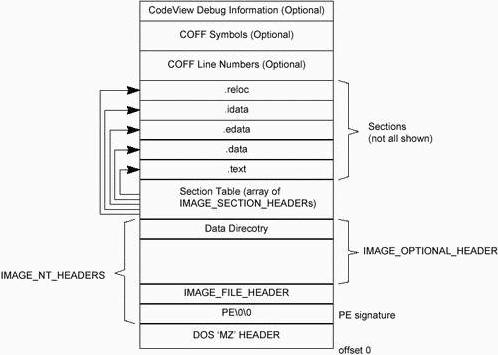 CodeView Debug Information (Optional)
COFF Symbols (Optional)
COFF Line Numbers (Optional)
.reloc
.idata
.edata
.data
.text
Sections
(not all shown)
Section Table (array of
IMAGE_SECTION_HEADERs)
Data Direcotry
IMAGE_OPTIONAL_HEADER
IMAGE_NT_HEADERS
IMAGE_FILE_HEADER
PE\0\0
PE signature
DOS ‘MZ’ HEADER
offset 0